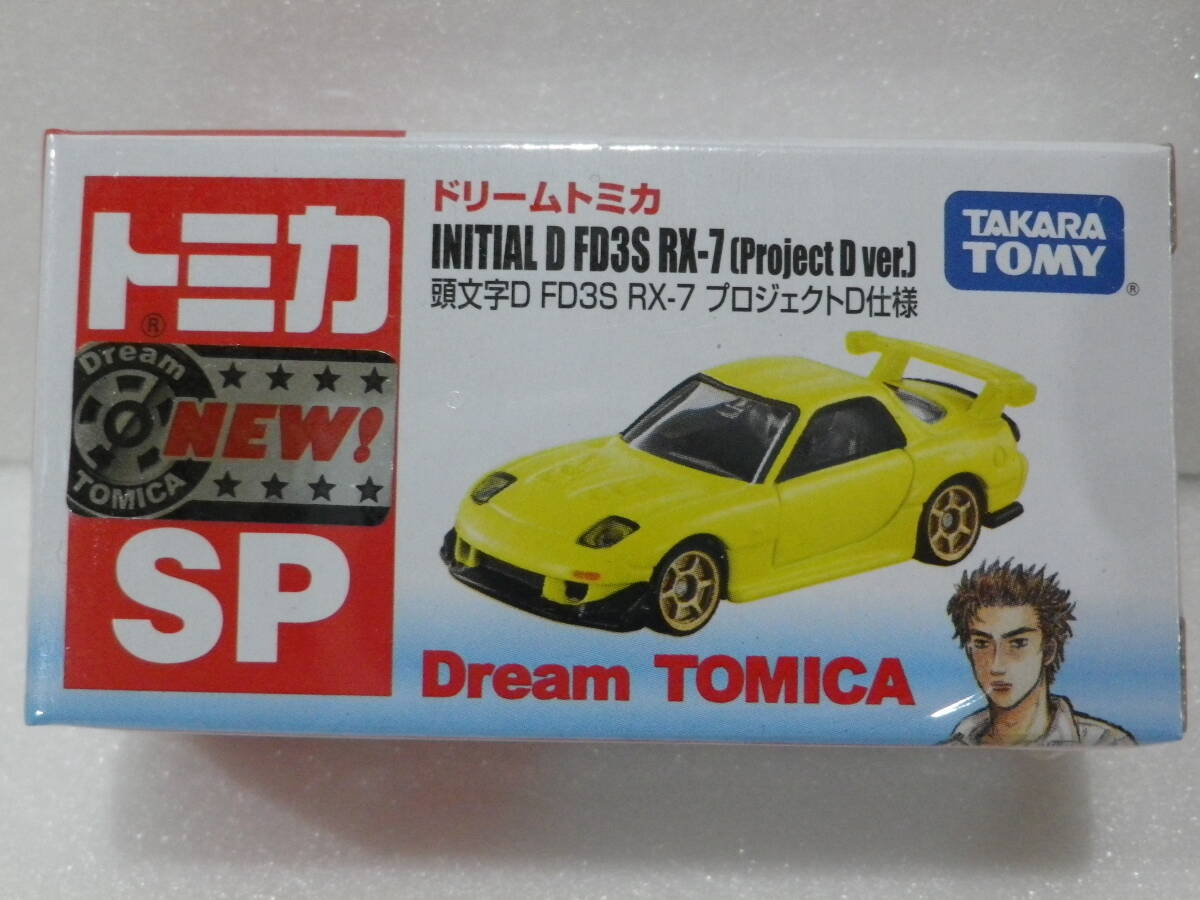 トミカ
®
Dream
TOMICA
NEW!
SP
ドリームトミカ
INITIAL D FD3S RX-7 (Project D ver.)
頭文字D FD3S RX-7 プロジェクトD仕様
TAKARA
TOMY
®
Dream TOMICA